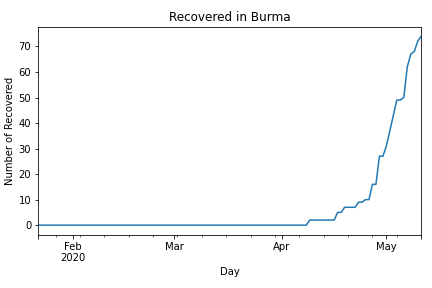 Recovered in Burma
Number of Recovered
70
60
50
40
30
20
10
0
Feb
2020
Mar
Apr
May
Day